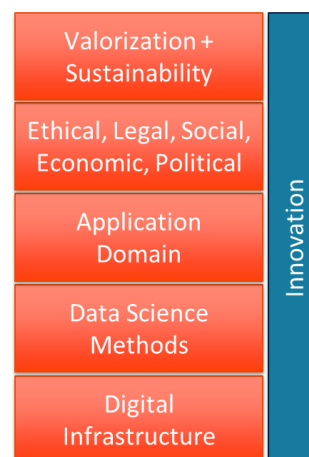 Valorization +
Sustainability
Ethical, Legal, Social,
Economic, Political
Application
Domain
Data Science
Methods
Digital
Infrastructure
Innovation